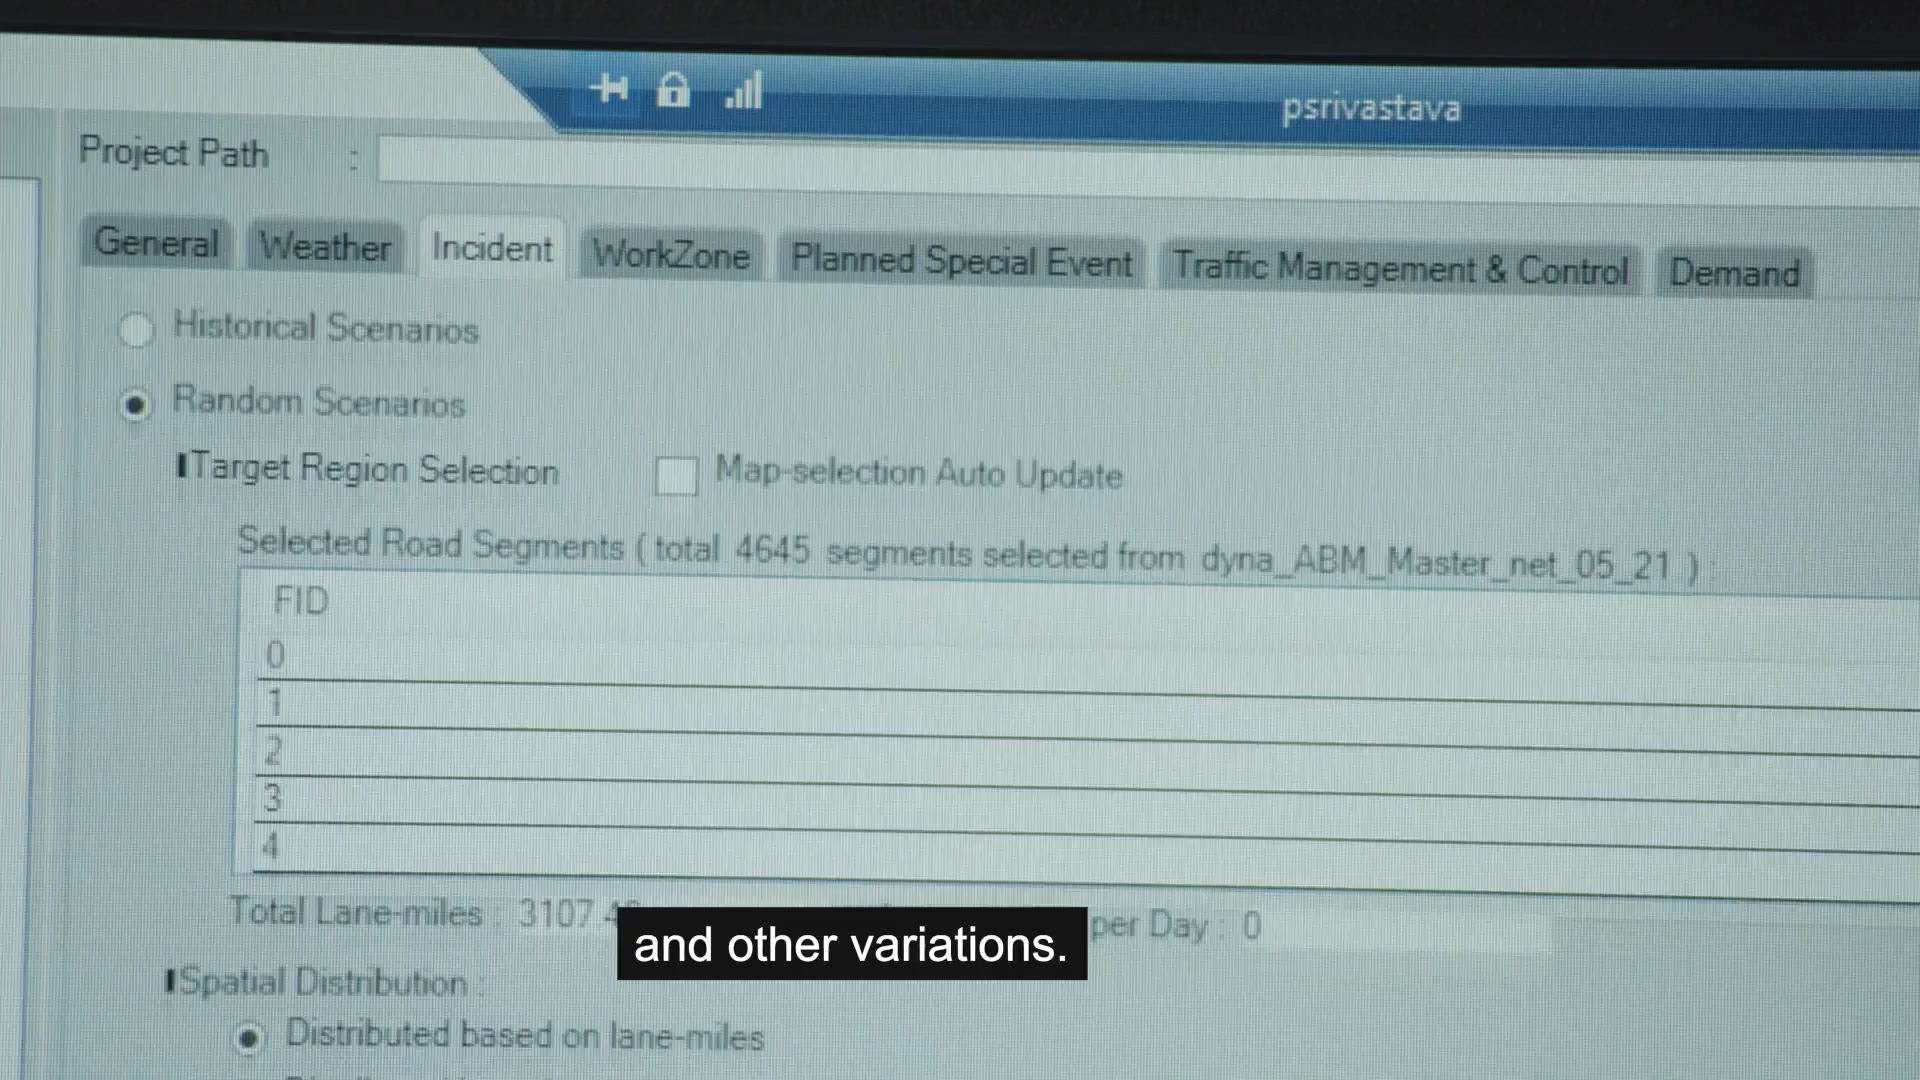 psrivastava
Project Path :
General Weather Incident WorkZone Planned Special Event Traffic Management & Control Demand
Historical Scenarios
Random Scenarios
Target Region Selection Map-selection Auto Update
Selected Road Segments ( total 4645 segments selected from dyna_ABM_Master_net_05_21 ) :
FID
0
1
2
3
4
Total Lane-miles : per Day : 0
and other variations.
Spatial Distribution :
Distributed based on lane-miles